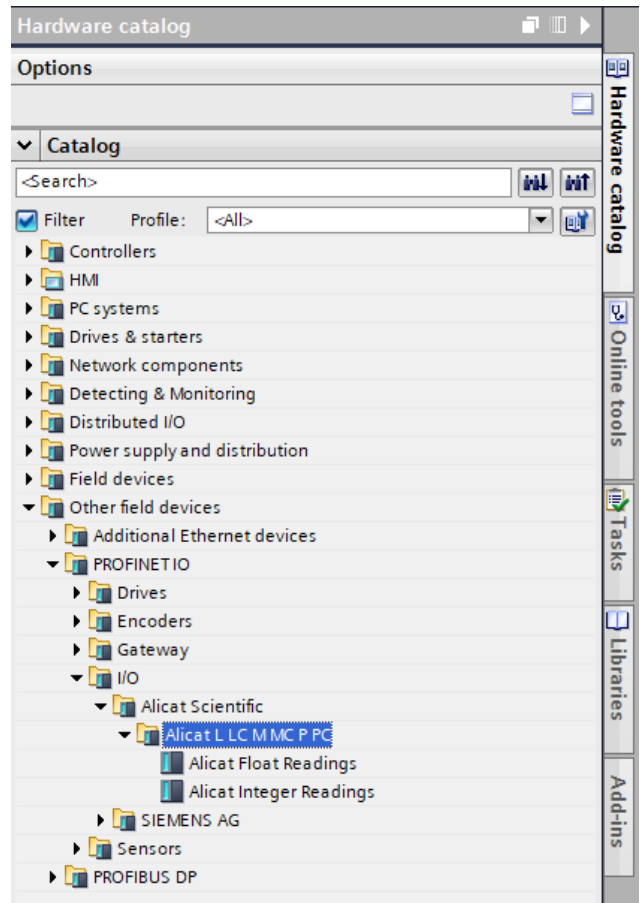 Hardware catalog
Options
Catalog
<Search>
Filter Profile: <All>
Controllers
HMI
PC systems
Drives & starters
Network components
Detecting & Monitoring
Distributed I/O
Power supply and distribution
Field devices
Other field devices
Additional Ethernet devices
PROFINET IO
Drives
Encoders
Gateway
I/O
Alicat Scientific
Alicat L LC M MC P PC
Alicat Float Readings
Alicat Integer Readings
SIEMENS AG
Sensors
PROFIBUS DP
Hardware catalog
Online tools
Tasks
Libraries
Add-ins